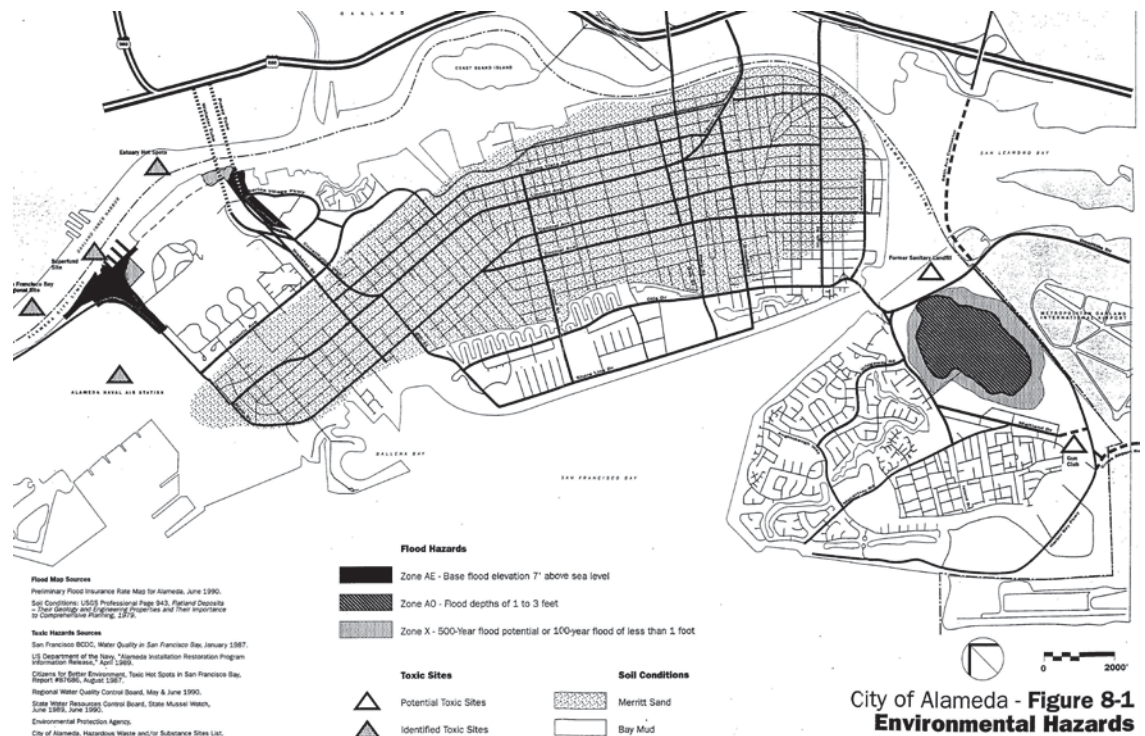 OAKLAND
980
880
COAST GUARD ISLAND
Estuary Hot Spots
SAN LEANDRO BAY
OAKLAND INNER HARBOR
Superfund
Site
Francisco Bay
Site
Former Sanitary Landfill
METROPOLITAN OAKLAND
INTERNATIONAL AIRPORT
ALAMEDA NAVAL AIR STATION
BALLENA BAY
SAN FRANCISCO BAY
Gun
Club
Flood Hazards
Zone AE - Base flood elevation 7" above sea level
Zone AO - Flood depths of 1 to 3 feet
Zone X - 500-Year flood potential or 100-year flood of less than 1 foot
Toxic Sites
Potential Toxic Sites
Identified Toxic Sites
Soil Conditions
Merritt Sand
Bay Mud
Flood Map Sources
Preliminary Flood Insurance Rate Map for Alameda, June 1990.
Soil Conditions: USGS Professional Page 943, Flatland Deposits
– Their Geology and Engineering Properties and Their Importance
to Comprehensive Planning, 1979.
Toxic Hazards Sources
San Francisco BCDC, Water Quality in San Francisco Bay, January 1987.
US Department of the Navy, "Alameda Installation Restoration Program
Information Release," April 1989.
Citizens for Better Environment, Toxic Hot Spots in San Francisco Bay,
Report #87686, August 1987.
Regional Water Quality Control Board, May & June 1990.
State Water Resources Control Board, State Mussel Watch,
June 1989, June 1990.
Environmental Protection Agency.
City of Alameda, Hazardous Waste and/or Substance Sites List.
2000'
City of Alameda - Figure 8-1
Environmental Hazards